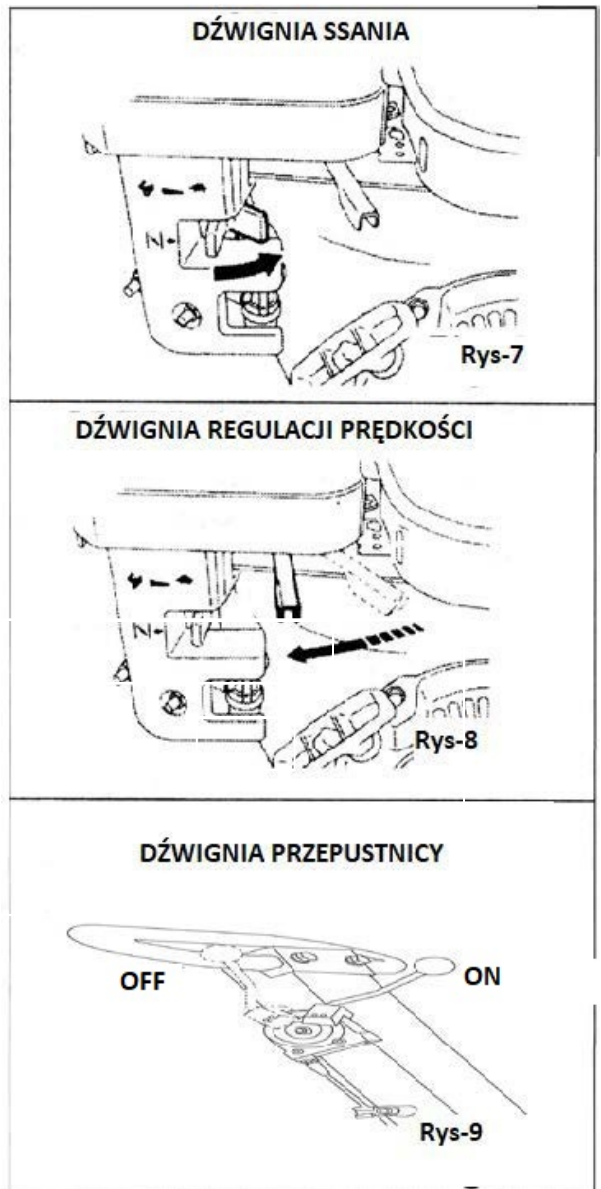 DŹWIGNIA SSANIA
Rys-7
DŹWIGNIA REGULACJI PRĘDKOŚCI
Rys-8
DŹWIGNIA PRZEPUSTNICY
OFF
ON
Rys-9